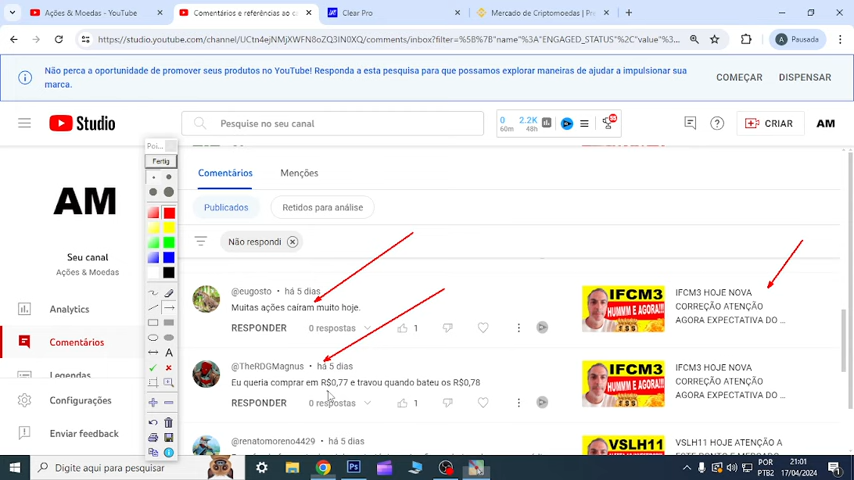 Ações & Moedas - YouTube
Comentários e referências ao c
Clear Pro
Mercado de Criptomoedas | Pre
https://studio.youtube.com/channel/UCtn4ejNMjXWFN8oZQ3IN0XQ/comments/inbox?filter=%5B%7B"name"%3A"ENGAGED_STATUS"%2C"value"%...
A Pausada
Não perca a oportunidade de promover seus produtos no YouTube! Responda a esta pesquisa para que possamos explorar maneiras de ajudar a impulsionar sua
marca.
COMEÇAR
DISPENSAR
Studio
Pesquise no seu canal
0 2.2K
60m 48h
CRIAR
AM
Poi...
Fertig
Comentários
Menções
Publicados
Retidos para análise
AM
Não respondi
Seu canal
Ações & Moedas
@eugosto • há 5 dias
Muitas ações caíram muito hoje.
RESPONDER
0 respostas
1
IFCM3
HUMMM E AGORA!!
IFCM3 HOJE NOVA
CORREÇÃO ATENÇÃO
AGORA EXPECTATIVA DO ...
Analytics
Comentários
Legendas
Configurações
Enviar feedback
A
@TheRDGMagnus • há 5 dias
Eu queria comprar em R$0,77 e travou quando bateu os R$0,78
RESPONDER
0 respostas
1
IFCM3
HUMMM E AGORA!!
IFCM3 HOJE NOVA
CORREÇÃO ATENÇÃO
AGORA EXPECTATIVA DO ...
@renatomoreno4429 • há 5 dias
VSLH11
VSLH11 HOJE ATENÇÃO A
Digite aqui para pesquisar
POR
PTB2
21:01
17/04/2024